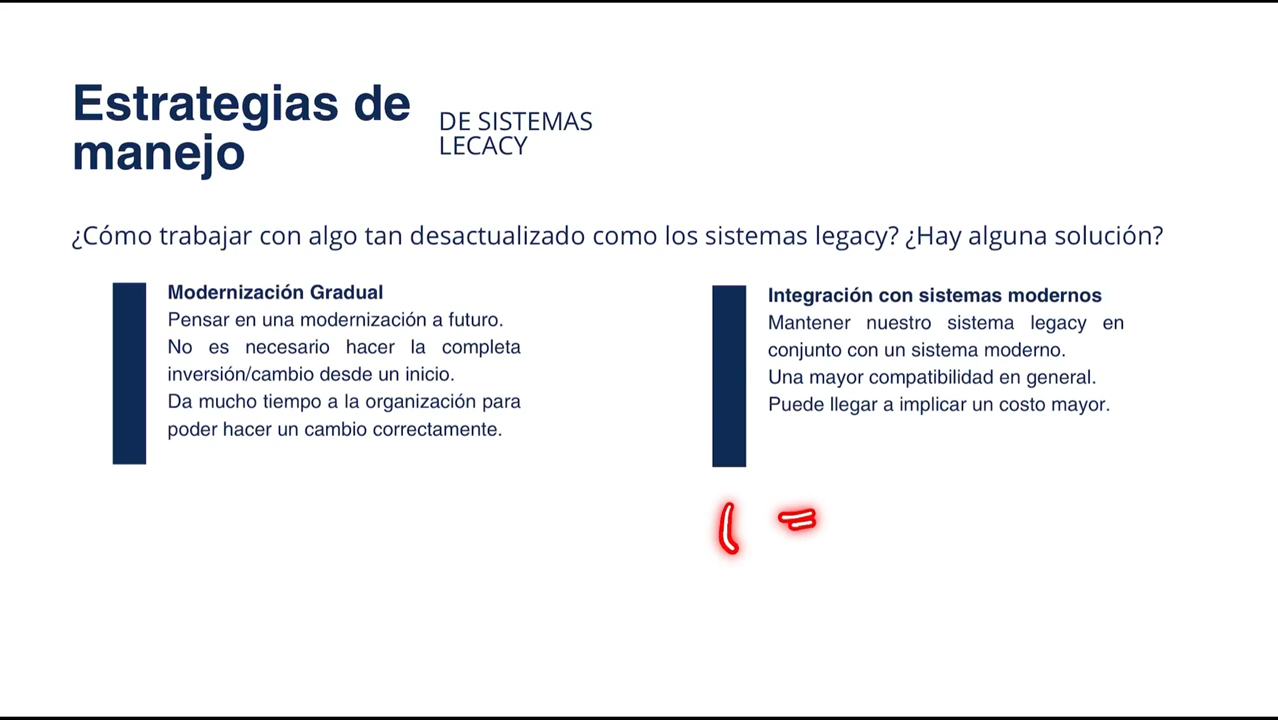 Estrategias de
manejo
DE SISTEMAS
LECACY
¿Cómo trabajar con algo tan desactualizado como los sistemas legacy? ¿Hay alguna solución?
Modernización Gradual
Pensar en una modernización a futuro.
No es necesario hacer la completa
inversión/cambio desde un inicio.
Da mucho tiempo a la organización para
poder hacer un cambio correctamente.
Integración con sistemas modernos
Mantener nuestro sistema legacy en
conjunto con un sistema moderno.
Una mayor compatibilidad en general.
Puede llegar a implicar un costo mayor.
( =